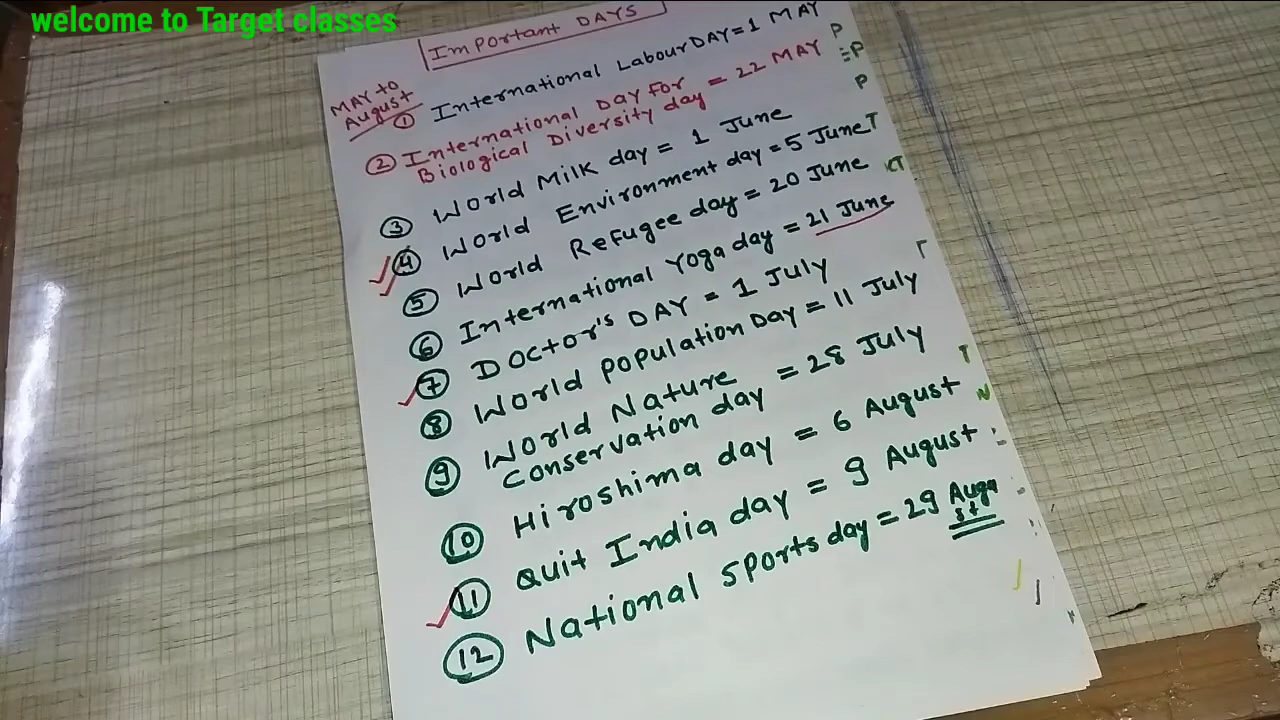 welcome to Target classes
Important DAYS
MAY to
August
① International Labour DAY = 1 MAY
② International DAY for
Biological Diversity day = 22 MAY
③ World Milk day = 1 June
④ World Environment day = 5 June
⑤ World Refugee day = 20 June
⑥ International Yoga day = 21 June
⑦ Doctor's DAY = 1 July
⑧ World Population Day = 11 July
⑨ World Nature
Conservation day = 28 July
⑩ Hiroshima day = 6 August
⑪ Quit India day = 9 August
⑫ National Sports day = 29 Augu
st